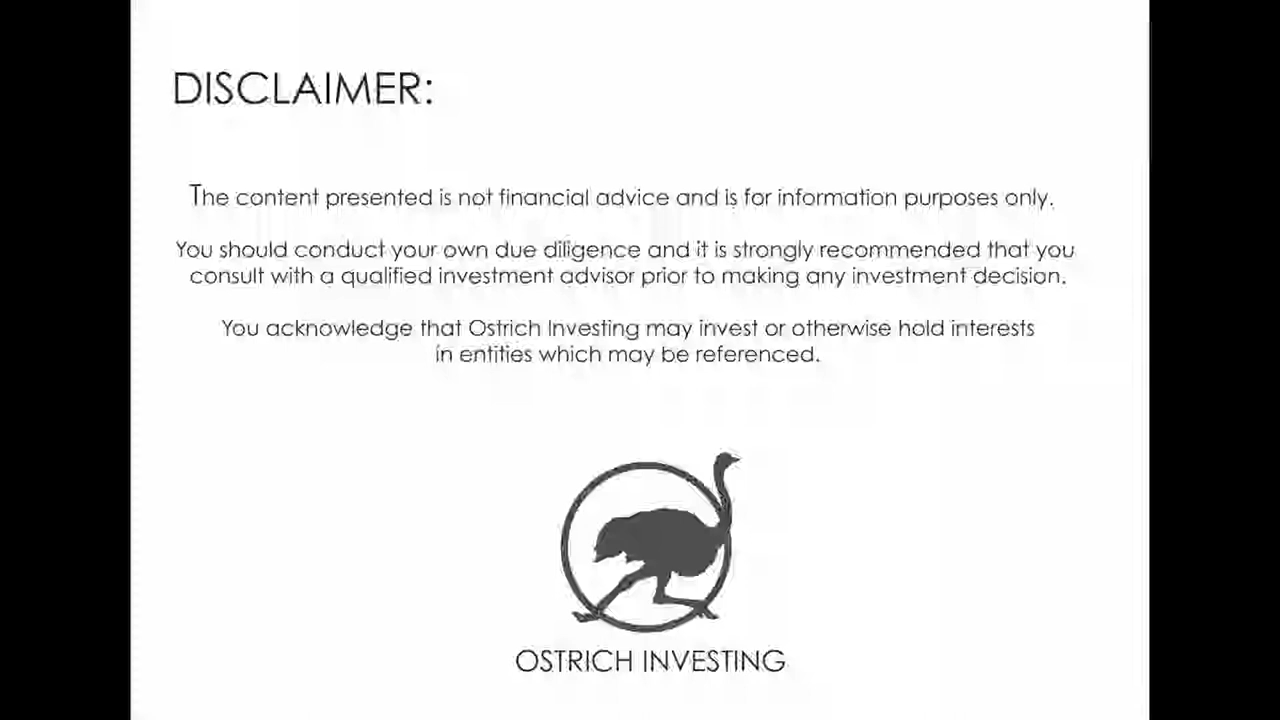 DISCLAIMER:
The content presented is not financial advice and is for information purposes only.
You should conduct your own due diligence and it is strongly recommended that you
consult with a qualified investment advisor prior to making any investment decision.
You acknowledge that Ostrich Investing may invest or otherwise hold interests
in entities which may be referenced.
OSTRICH INVESTING